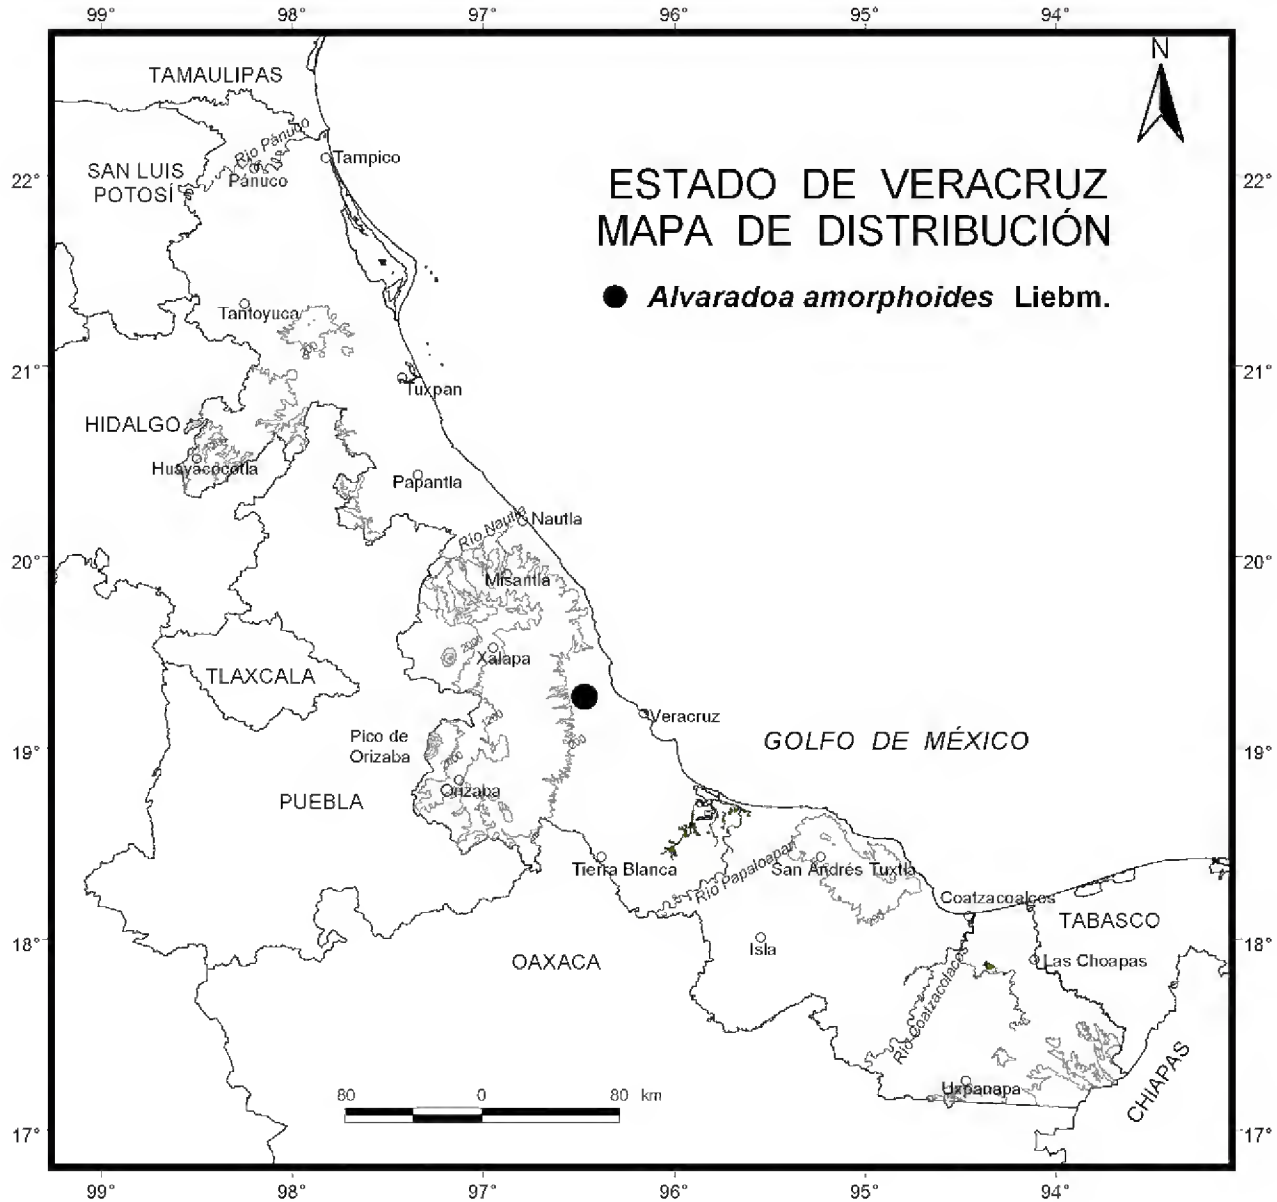 99° 98° 97° 96° 95° 94°
N
TAMAULIPAS
Río Pánuco
Tampico
SAN LUIS
POTOSÍ
Pánuco
22° 22°
ESTADO DE VERACRUZ
MAPA DE DISTRIBUCIÓN
Alvaradoa amorphoides Liebm.
Tantoyuca
200
21° 21°
Tuxpan
HIDALGO
Huayacocotla
Papantla
Río Nautla
Nautla
20° 20°
Misantla
2000
Xalapa
TLAXCALA
1200
Veracruz
Pico de
Orizaba
GOLFO DE MÉXICO
19° 19°
2000
Orizaba
PUEBLA
Tierra Blanca
Río Papaloapan
San Andrés Tuxtla
Coatzacoalcos
TABASCO
18° 18°
Isla
OAXACA
Las Choapas
Río Coatzacoalcos
CHIAPAS
Uxpanapa
80 0 80 km
17° 17°
99° 98° 97° 96° 95° 94°